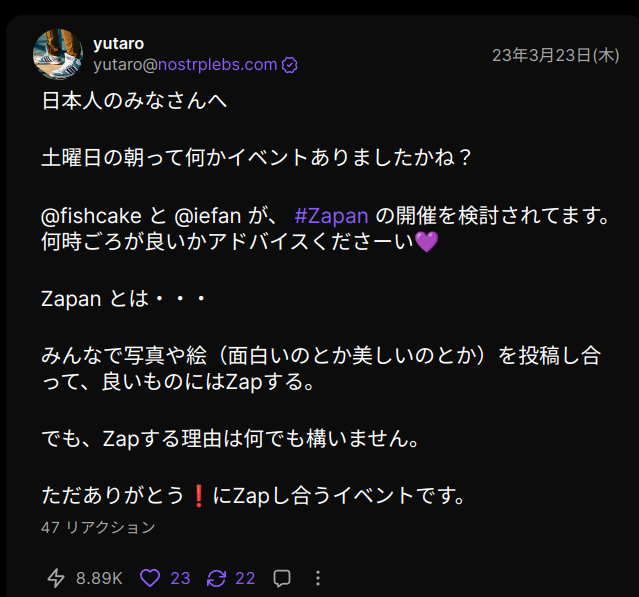 yutaro
23年3月23日(木)
yutaro@nostrplebs.com
日本人のみなさんへ
土曜日の朝って何かイベントありましたかね？
@fishcake と @iefan が、 #Zapan の開催を検討されてます。
何時ごろが良いかアドバイスくださーい💜
Zapan とは・・・
みんなで写真や絵（面白いのとか美しいのとか）を投稿し合
って、良いものにはZapする。
でも、Zapする理由は何でも構いません。
ただありがとう❗にZapし合うイベントです。
47 リアクション
8.89K 23 22